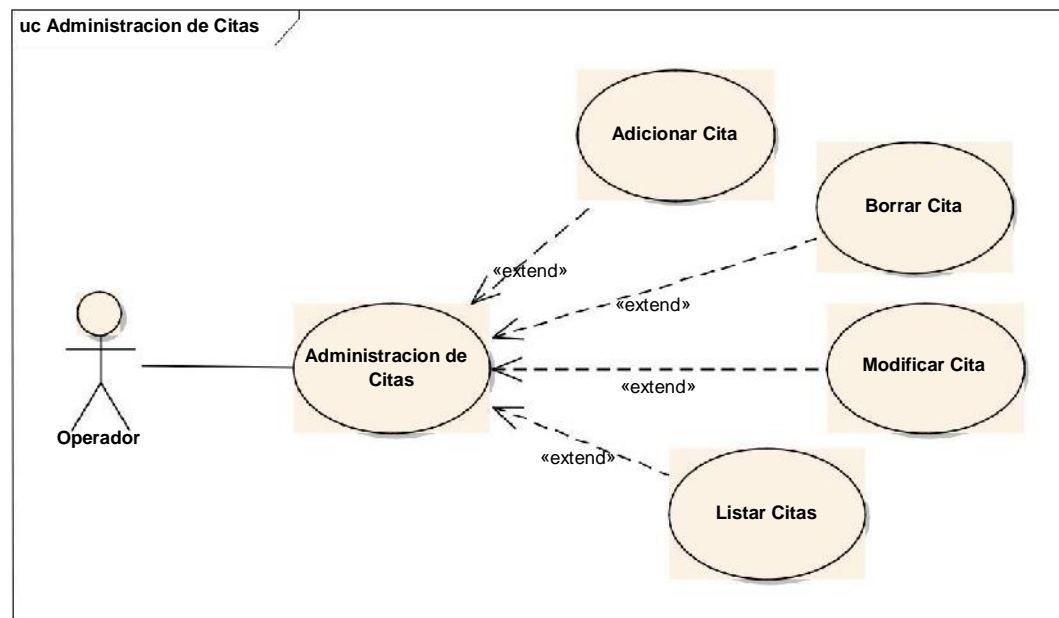 uc Administracion de Citas
Adicionar Cita
Borrar Cita
«extend»
«extend»
Administracion de
Citas
Modificar Cita
«extend»
Operador
«extend»
Listar Citas